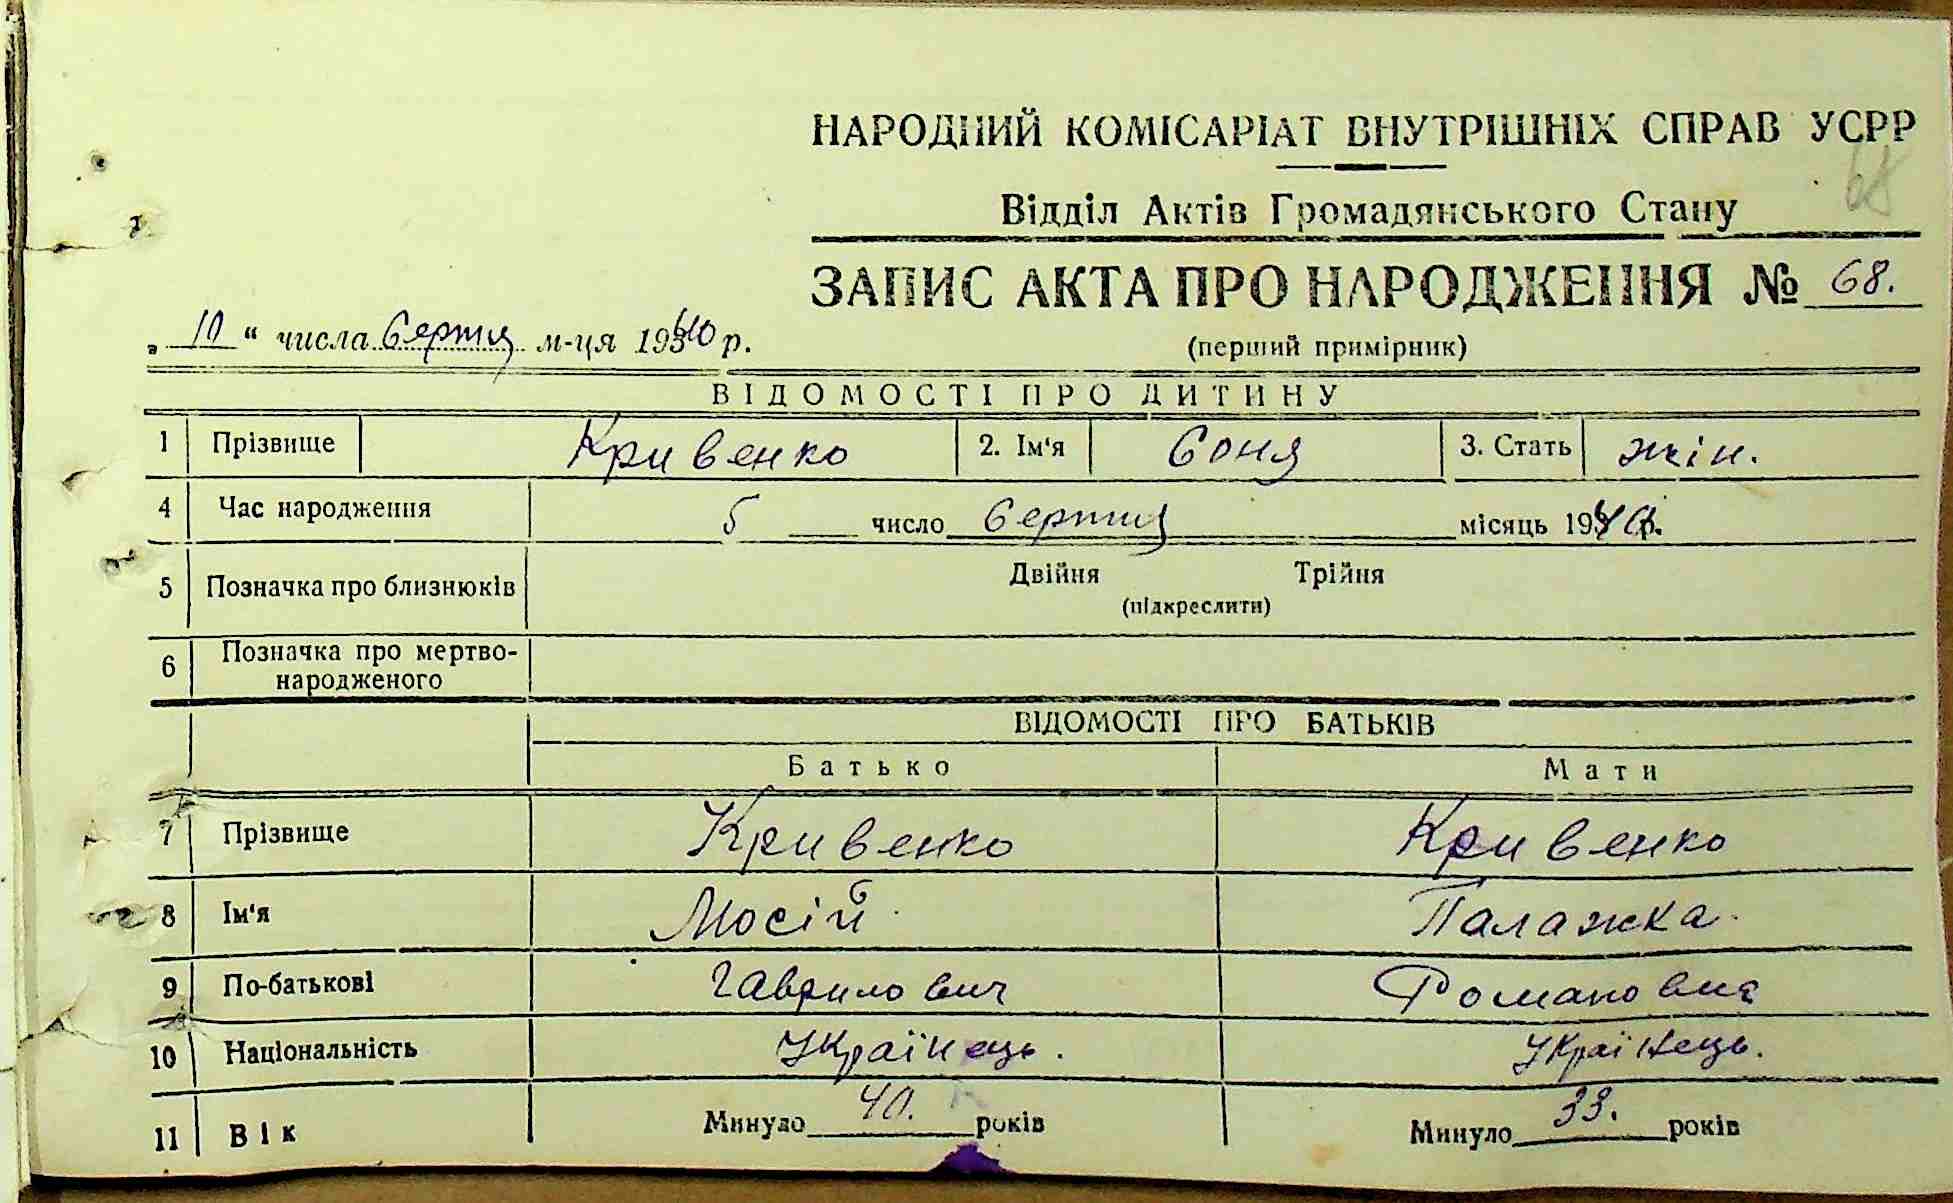 НАРОДНИЙ КОМІСАРІАТ ВНУТРІШНІХ СПРАВ УСРР
68
Відділ Актів Громадянського Стану
ЗАПИС АКТА ПРО НАРОДЖЕННЯ № 68.
„ 10 “ числа Серпня м-ця 1940 р.
(перший примірник)
ВІДОМОСТІ ПРО ДИТИНУ
1 Прізвище Кривенко 2. Ім'я Соня 3. Стать жін.
4 Час народження 5 число Серпня місяць 1940 р.
5 Позначка про близнюків Двійня Трійня
(підкреслити)
6 Позначка про мертво-
народженого
ВІДОМОСТІ ПРО БАТЬКІВ
Батько Мати
7 Прізвище Кривенко Кривенко
8 Ім'я Мосій Палажка
9 По-батькові Гаврилович Романовна
10 Національність Українець. Українець.
11 Вік Минуло 40. років Минуло 33. років